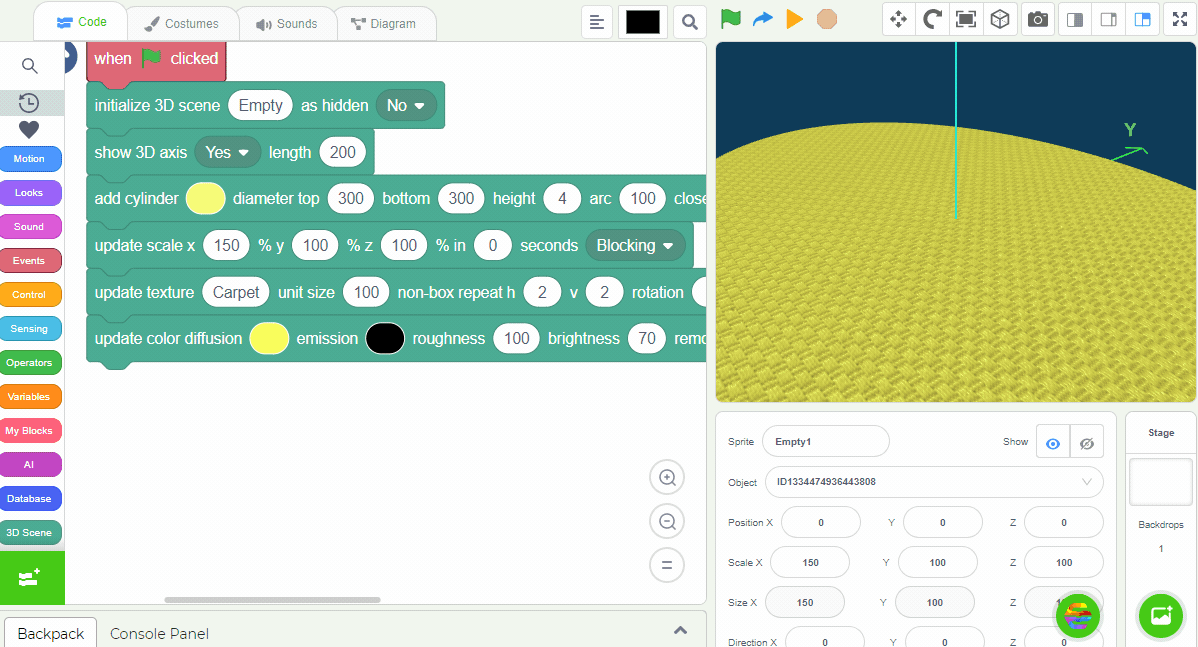 Code
Costumes
Sounds
Diagram
when clicked
initialize 3D scene Empty as hidden No
show 3D axis Yes length 200
add cylinder diameter top 300 bottom 300 height 4 arc 100 close
update scale x 150 % y 100 % z 100 % in 0 seconds Blocking
update texture Carpet unit size 100 non-box repeat h 2 v 2 rotation
update color diffusion emission roughness 100 brightness 70 remo
Motion
Looks
Sound
Events
Control
Sensing
Operators
Variables
My Blocks
AI
Database
3D Scene
Backpack
Console Panel
Y
Sprite Empty1 Show
Object ID1334474936443808
Position X 0 Y 0 Z 0
Scale X 150 Y 100 Z 100
Size X 150 Y 100 Z
Direction X 0 Y 0 Z 0
Stage
Backdrops
1